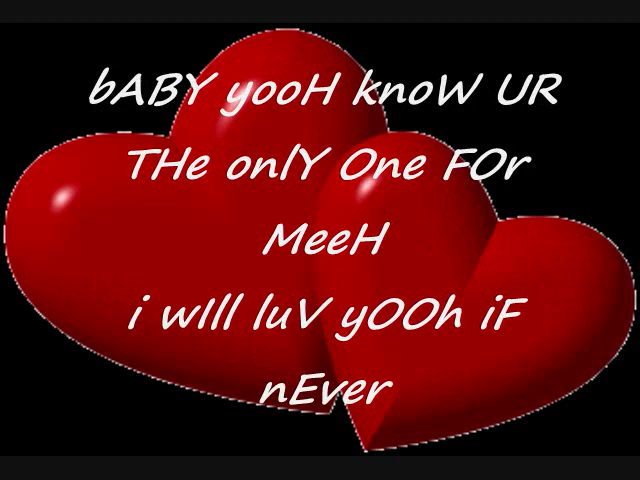 bABY yooH knoW UR
THe onlY One FOr
MeeH
i wIll luV yOOh iF
nEver